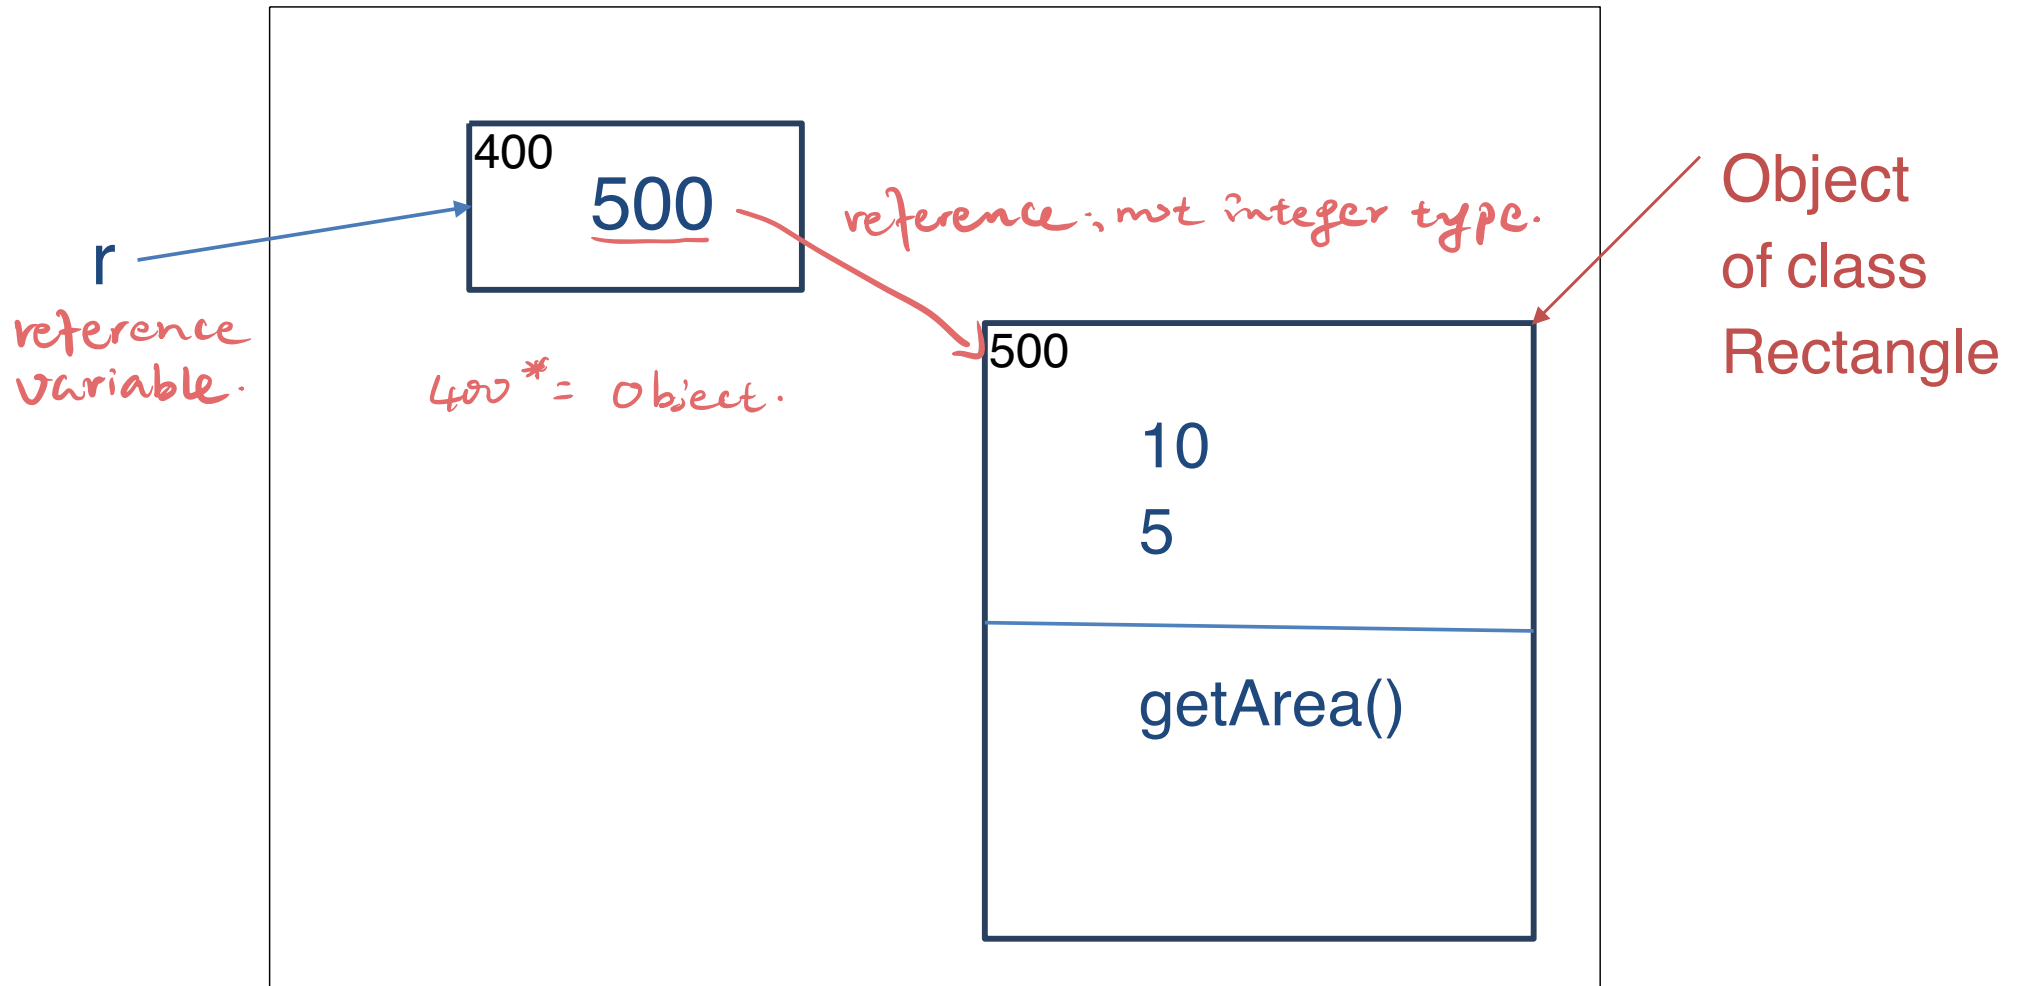 400
500
reference, not integer type.
Object
of class
Rectangle
r
reference
variable.
400*= Object.
500
10
5
getArea()